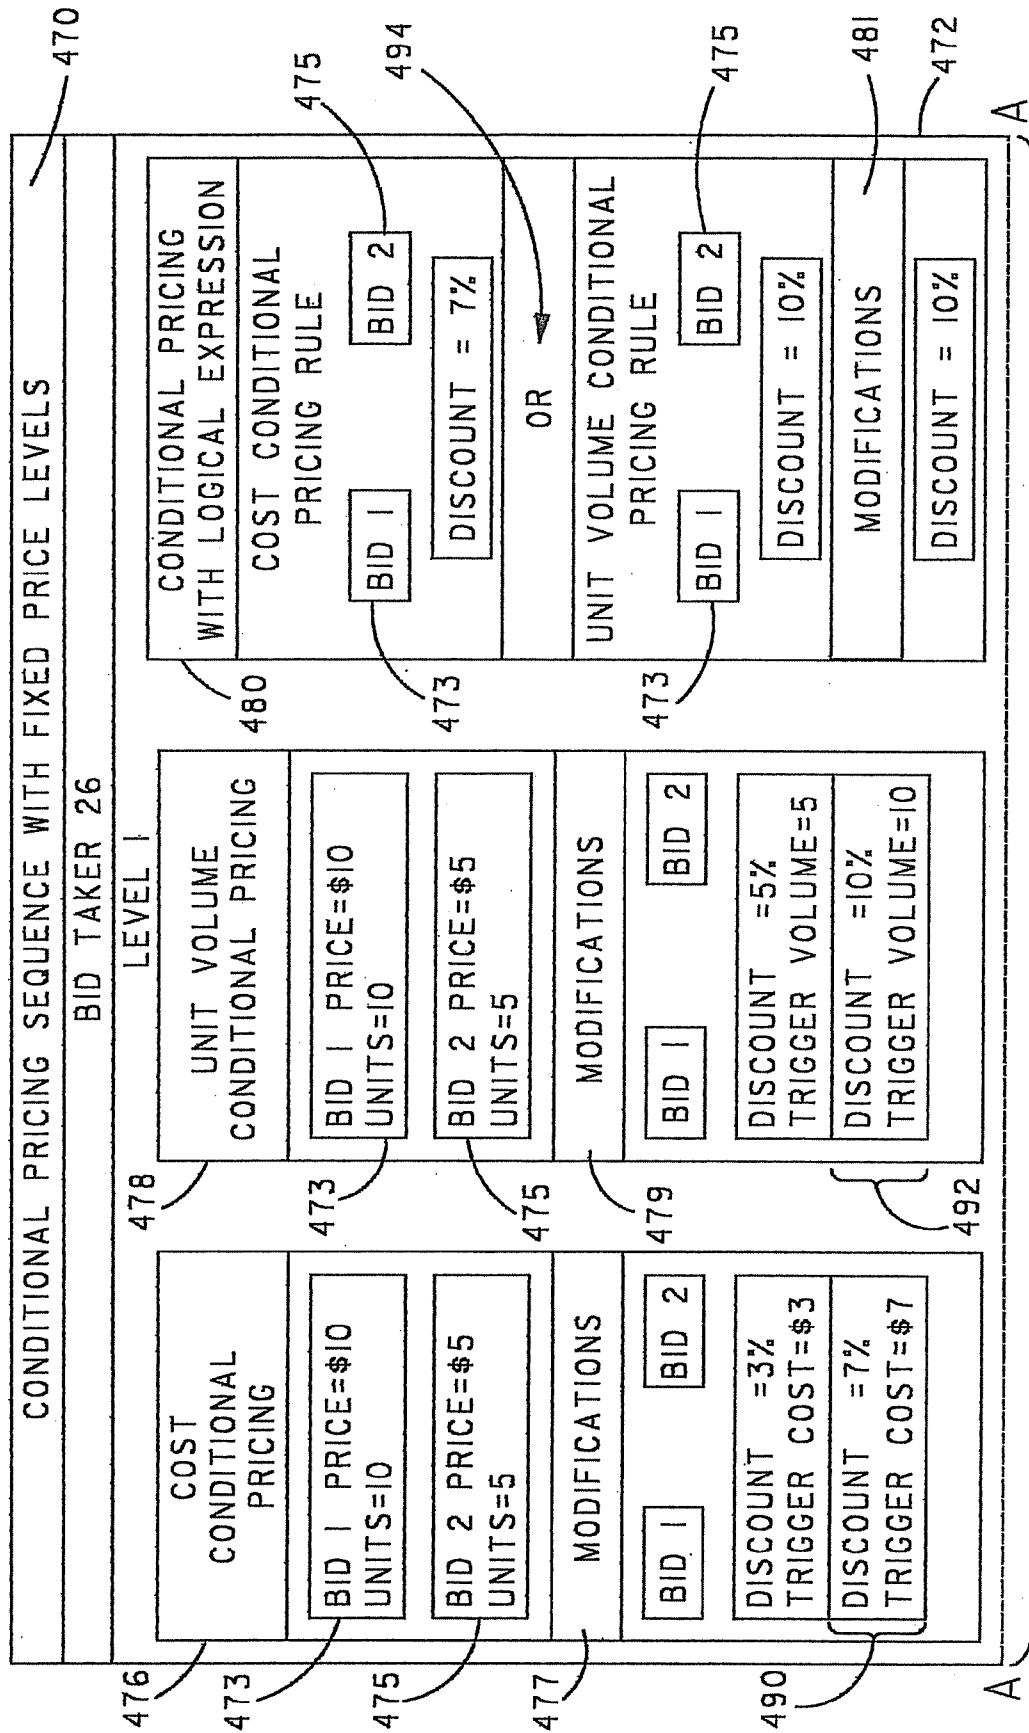 CONDITIONAL PRICING SEQUENCE WITH FIXED PRICE LEVELS
470
BID TAKER 26
LEVEL 1
472
476
COST
CONDITIONAL
PRICING
473
BID 1 PRICE=$10
UNITS=10
475
BID 2 PRICE=$5
UNITS=5
477
MODIFICATIONS
BID 1
BID 2
DISCOUNT =3%
TRIGGER COST=$3
DISCOUNT =7%
TRIGGER COST=$7
490
478
UNIT VOLUME
CONDITIONAL PRICING
473
BID 1 PRICE=$10
UNITS=10
475
BID 2 PRICE=$5
UNITS=5
479
MODIFICATIONS
BID 1
BID 2
DISCOUNT =5%
TRIGGER VOLUME=5
DISCOUNT =10%
TRIGGER VOLUME=10
492
480
CONDITIONAL PRICING
WITH LOGICAL EXPRESSION
COST CONDITIONAL
PRICING RULE
473
BID 1
BID 2
475
DISCOUNT = 7%
OR
494
UNIT VOLUME CONDITIONAL
PRICING RULE
473
BID 1
BID 2
475
DISCOUNT = 10%
MODIFICATIONS
481
DISCOUNT = 10%
A
A